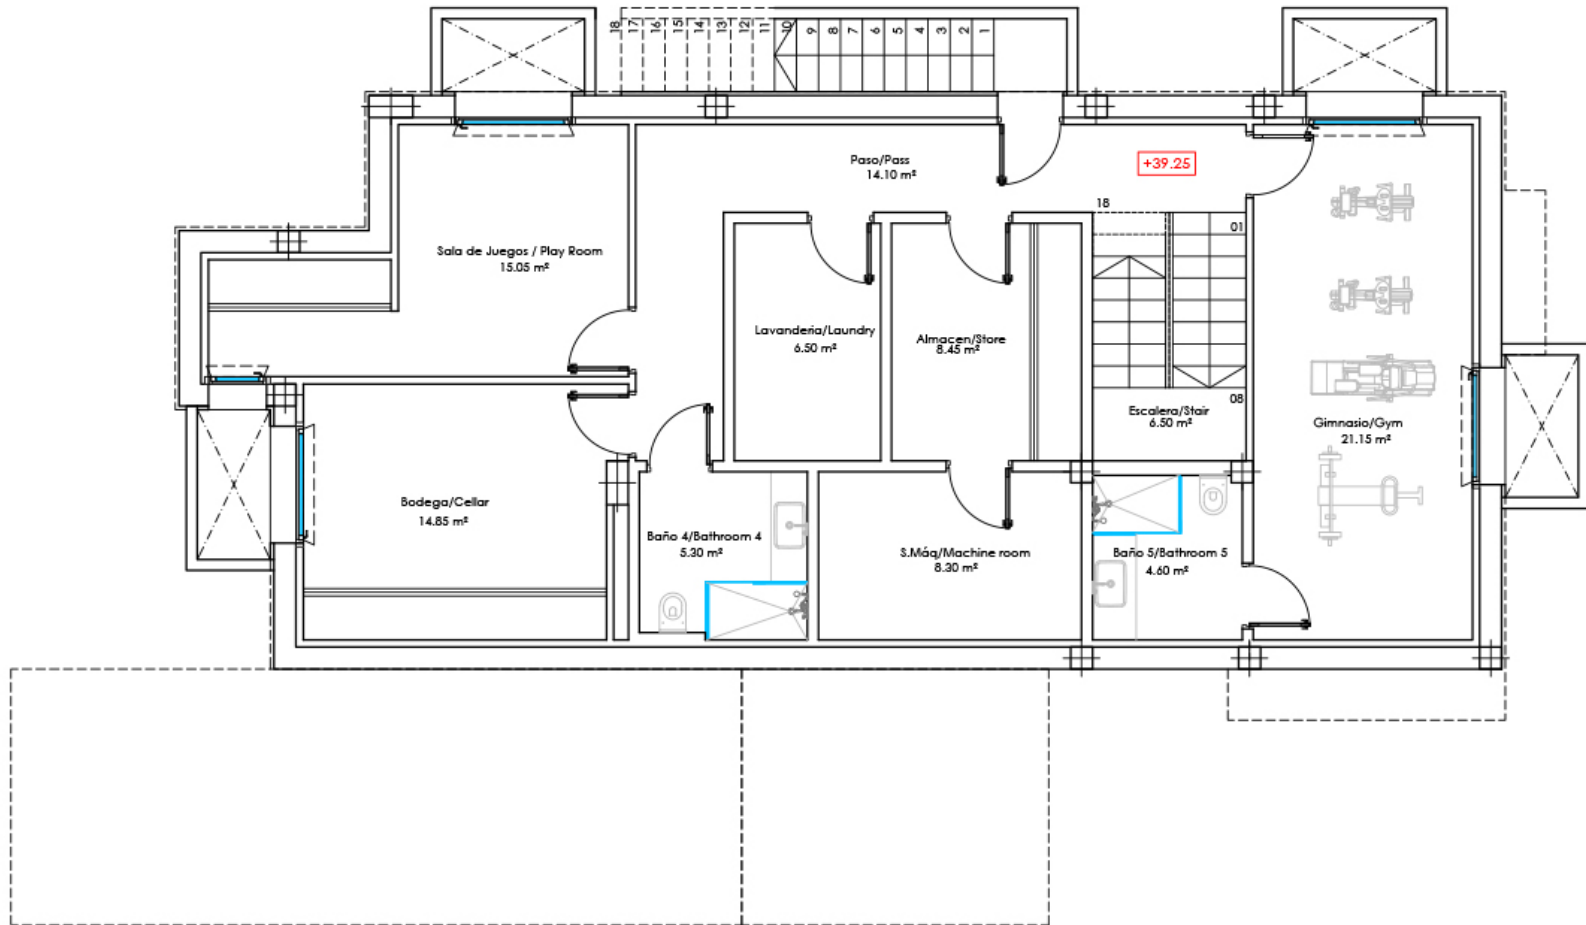 18 17 16 15 14 13 12 11 10 9 8 7 6 5 4 3 2 1
Paso/Pass
14.10 m²
+39.25
18
01
Sala de Juegos / Play Room
15.05 m²
Lavanderia/Laundry
6.50 m²
Almacen/Store
8.45 m²
08
Escalera/Stair
6.50 m²
Gimnasio/Gym
21.15 m²
Bodega/Cellar
14.85 m²
Baño 4/Bathroom 4
5.30 m²
S.Máq/Machine room
8.30 m²
Baño 5/Bathroom 5
4.60 m²